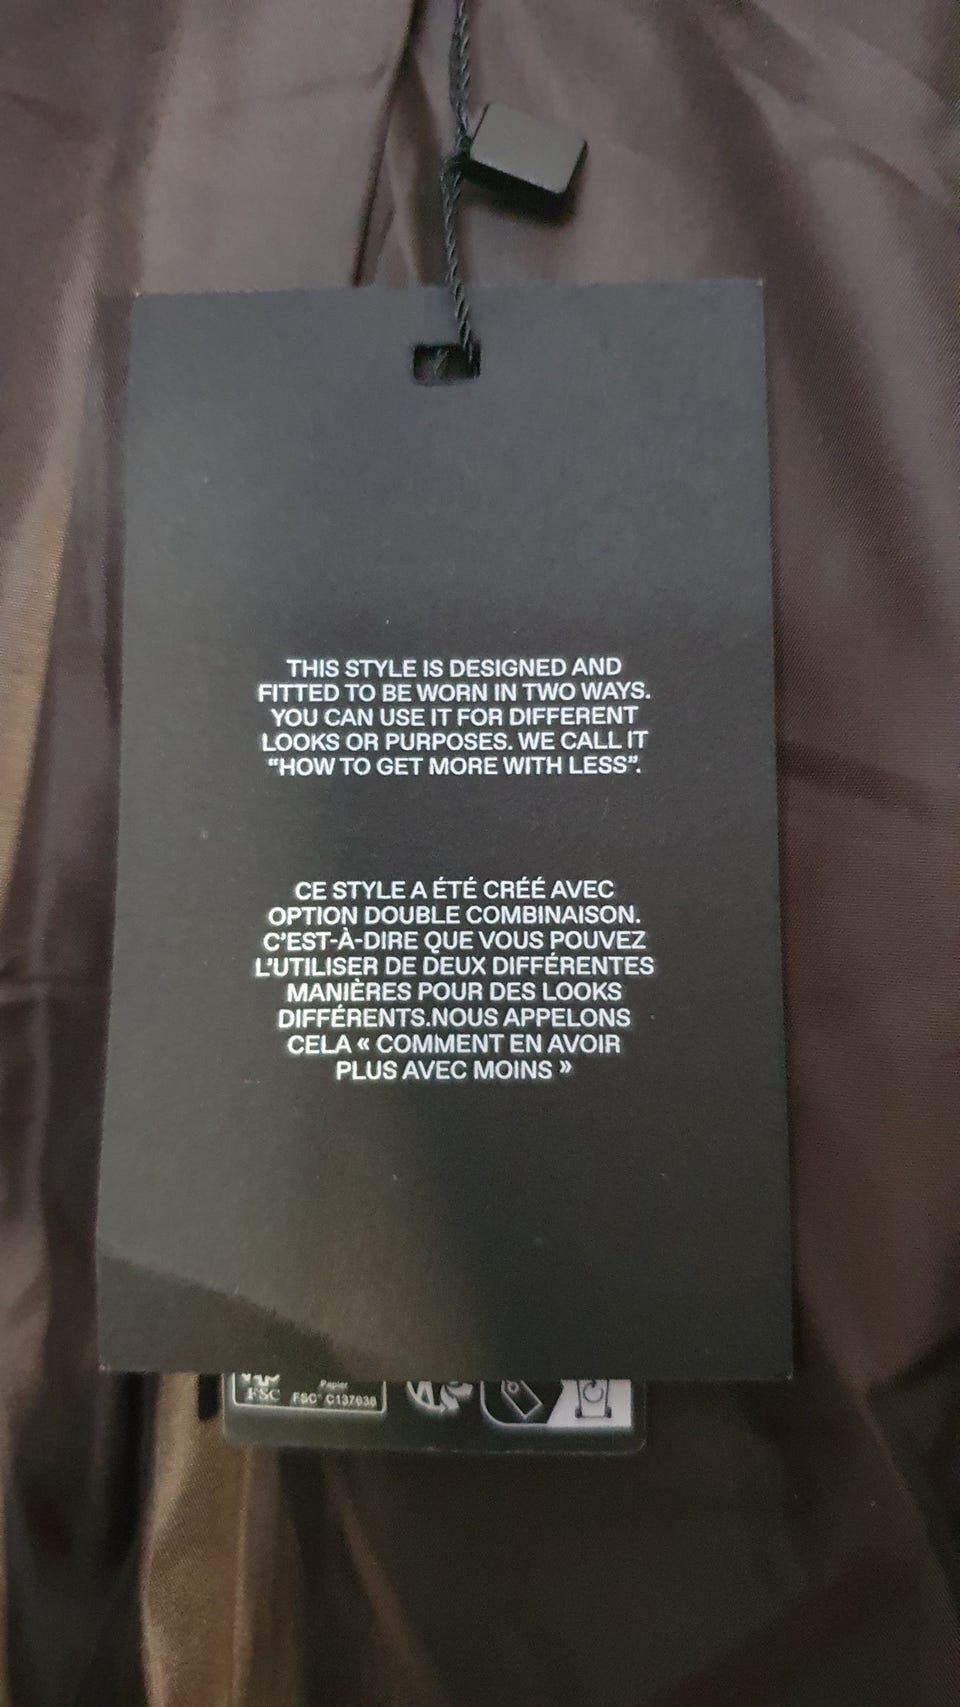 THIS STYLE IS DESIGNED AND
FITTED TO BE WORN IN TWO WAYS.
YOU CAN USE IT FOR DIFFERENT
LOOKS OR PURPOSES. WE CALL IT
“HOW TO GET MORE WITH LESS”.
CE STYLE A ÉTÉ CRÉÉ AVEC
OPTION DOUBLE COMBINAISON.
C’EST-À-DIRE QUE VOUS POUVEZ
L’UTILISER DE DEUX DIFFÉRENTES
MANIÈRES POUR DES LOOKS
DIFFÉRENTS.NOUS APPELONS
CELA « COMMENT EN AVOIR
PLUS AVEC MOINS »
Papier
FSC FSC® C137638